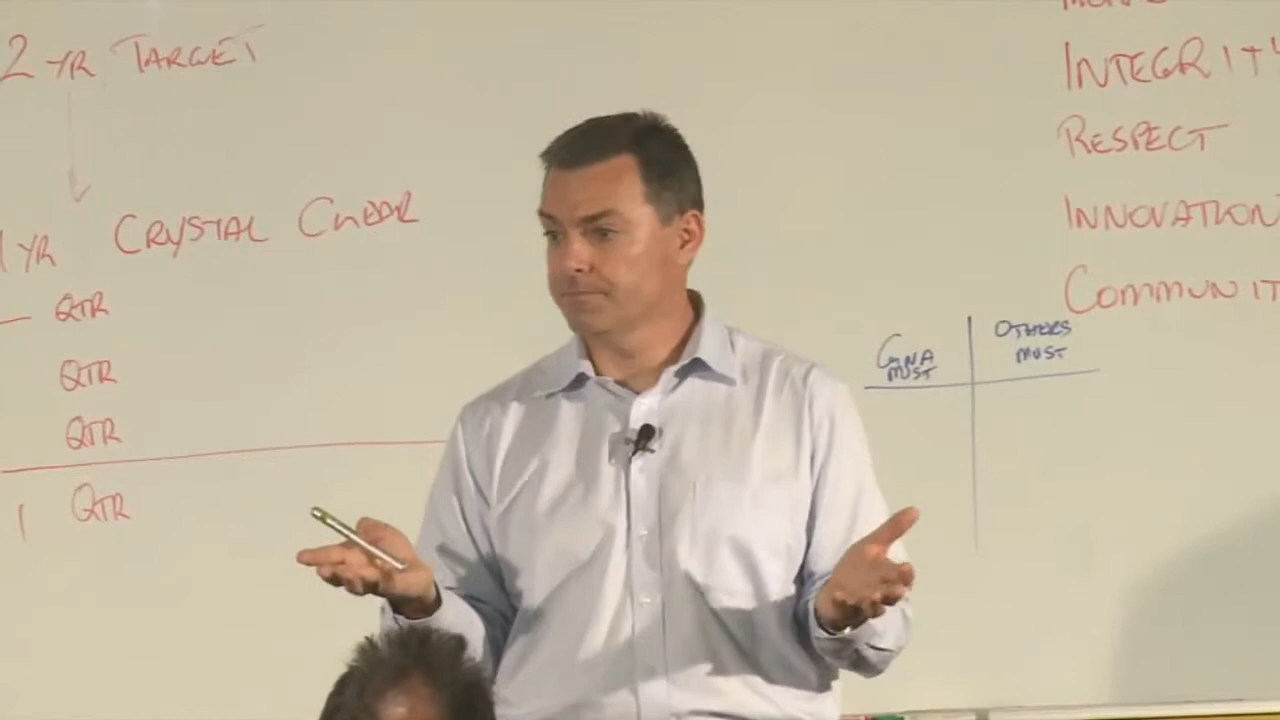 2 YR TARGET
1 YR CRYSTAL CLEAR
QTR
QTR
QTR
1 QTR
INTEGRITY
RESPECT
INNOVATION
COMMUNIT
GNA
MUST
OTHERS
MUST